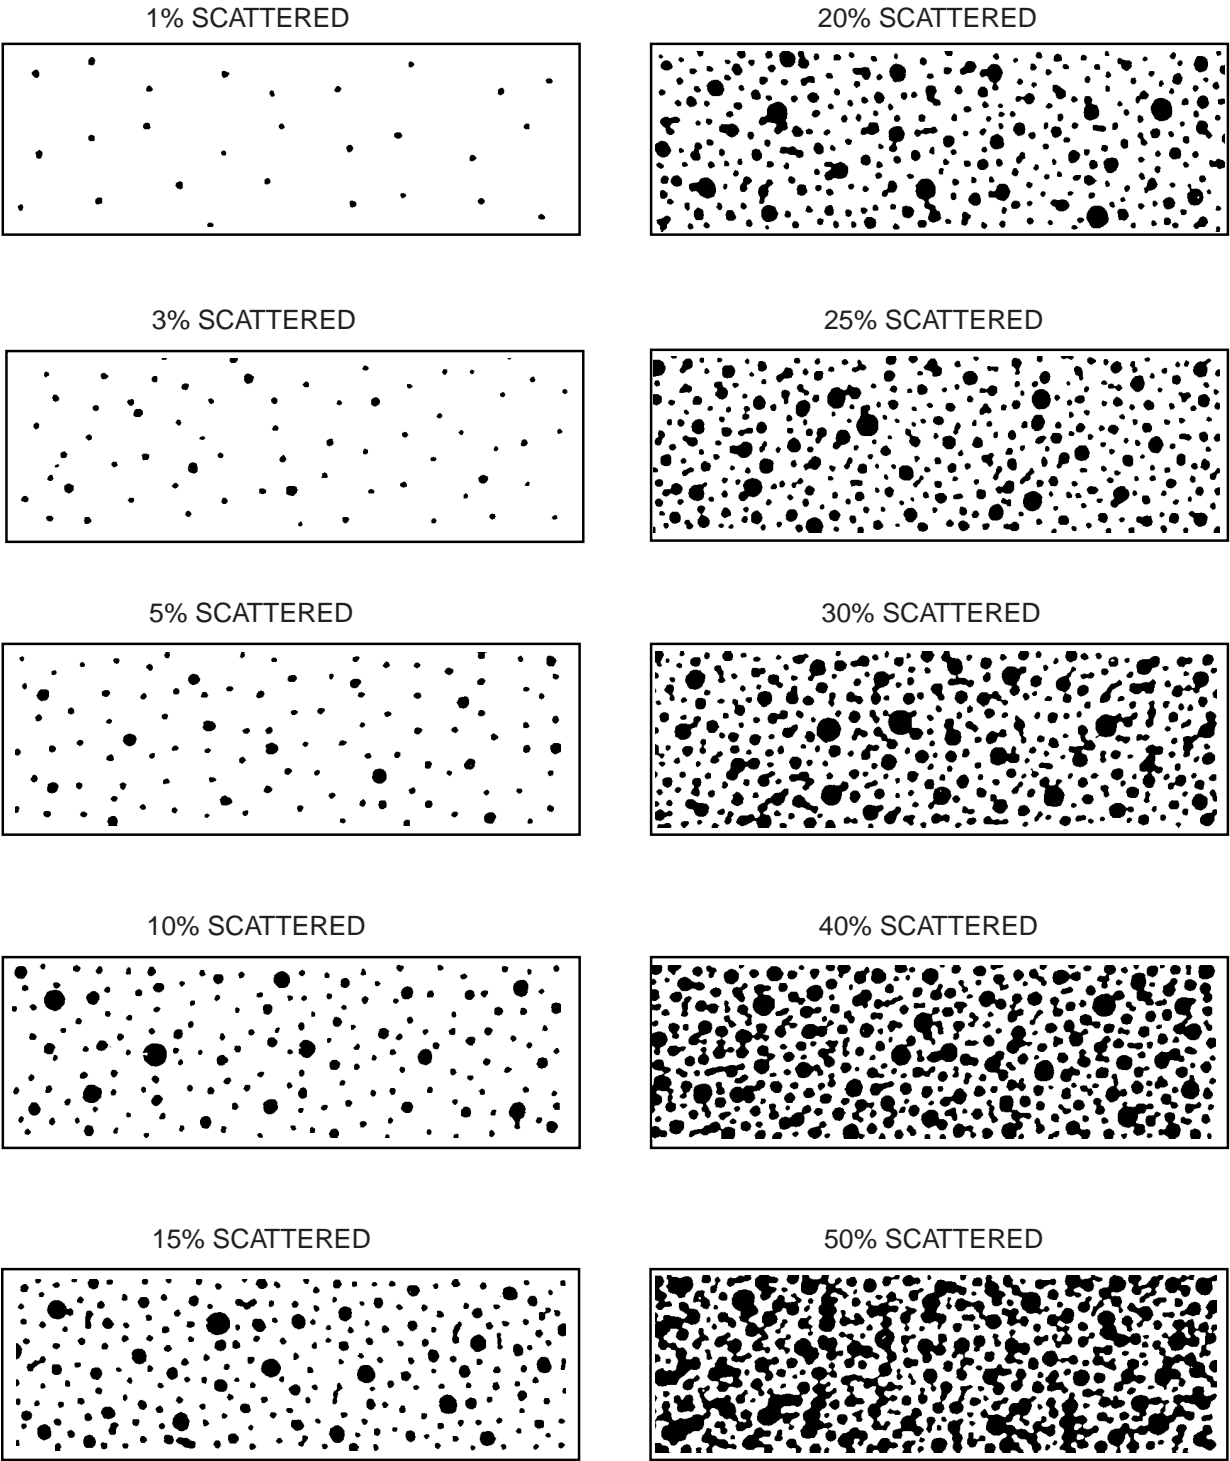 1% SCATTERED
20% SCATTERED
3% SCATTERED
25% SCATTERED
5% SCATTERED
30% SCATTERED
10% SCATTERED
40% SCATTERED
15% SCATTERED
50% SCATTERED